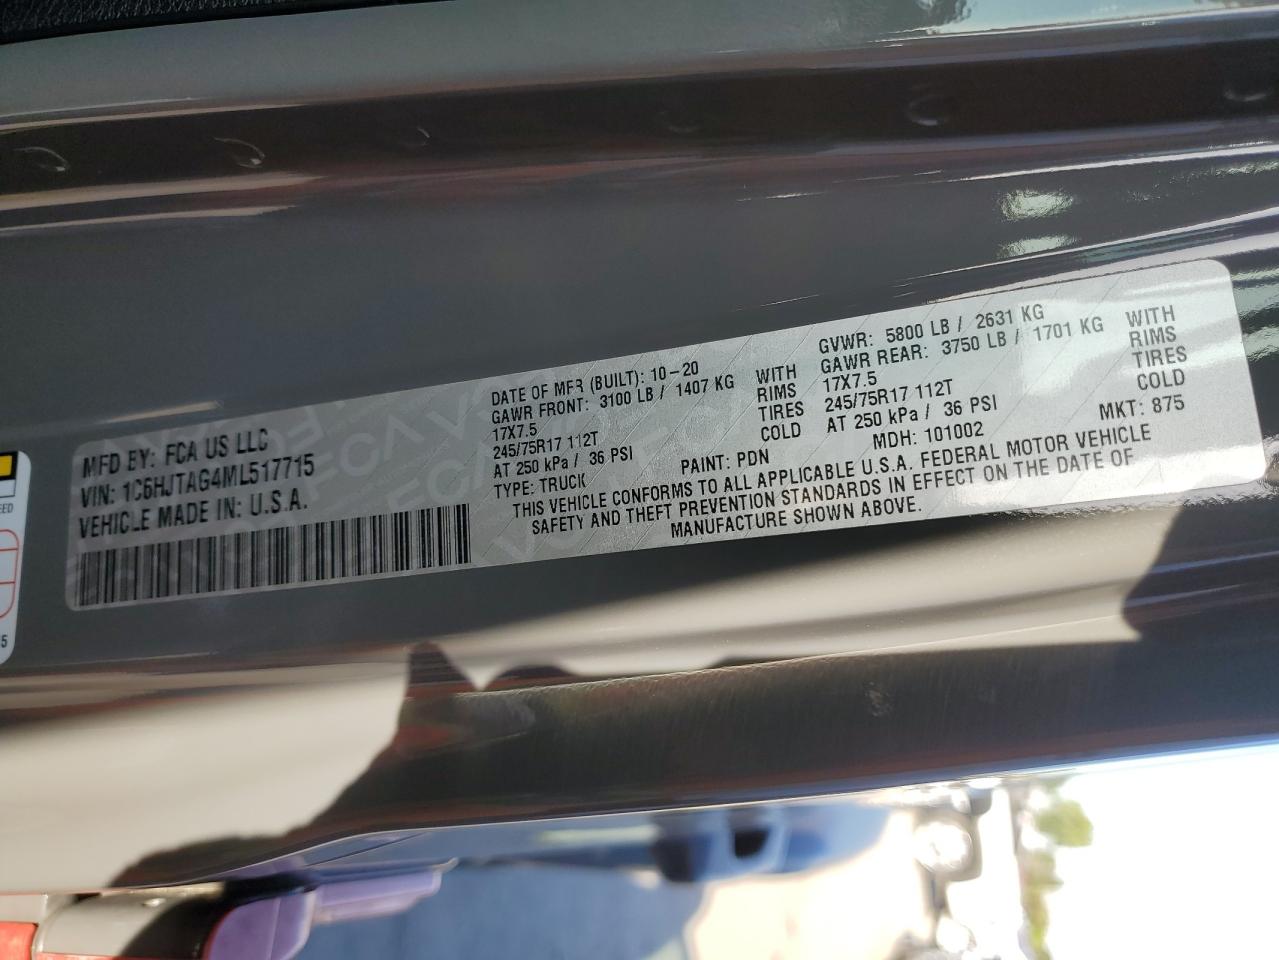 MFD BY: FCA US LLC
VIN: 1C6HJTAG4ML517715
VEHICLE MADE IN: U.S.A.
DATE OF MFR (BUILT): 10-20
GVWR: 5800 LB / 2631 KG
GAWR FRONT: 3100 LB / 1407 KG WITH
17X7.5 RIMS
245/75R17 112T TIRES
AT 250 kPa / 36 PSI COLD
GAWR REAR: 3750 LB / 1701 KG WITH
17X7.5 RIMS
245/75R17 112T TIRES
AT 250 kPa / 36 PSI COLD
TYPE: TRUCK PAINT: PDN MDH: 101002 MKT: 875
THIS VEHICLE CONFORMS TO ALL APPLICABLE U.S.A. FEDERAL MOTOR VEHICLE
SAFETY AND THEFT PREVENTION STANDARDS IN EFFECT ON THE DATE OF
MANUFACTURE SHOWN ABOVE.